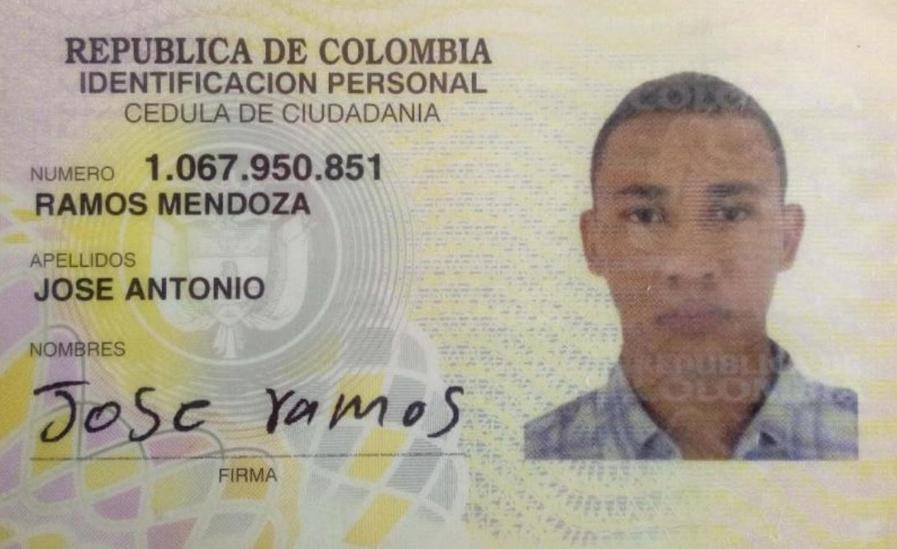 REPUBLICA DE COLOMBIA
IDENTIFICACION PERSONAL
CEDULA DE CIUDADANIA
NUMERO 1.067.950.851
RAMOS MENDOZA
APELLIDOS
JOSE ANTONIO
NOMBRES
Jose ramos
FIRMA
COLOMBIA
REPUBLICA
COLOMBIA